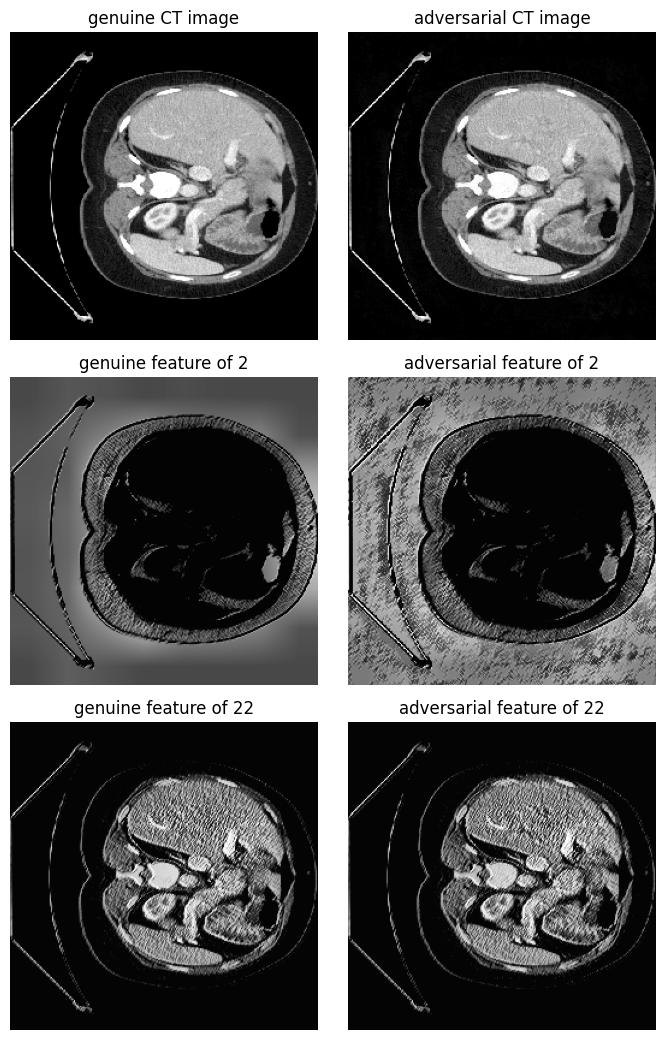 genuine CT image
adversarial CT image
genuine feature of 2
adversarial feature of 2
genuine feature of 22
adversarial feature of 22